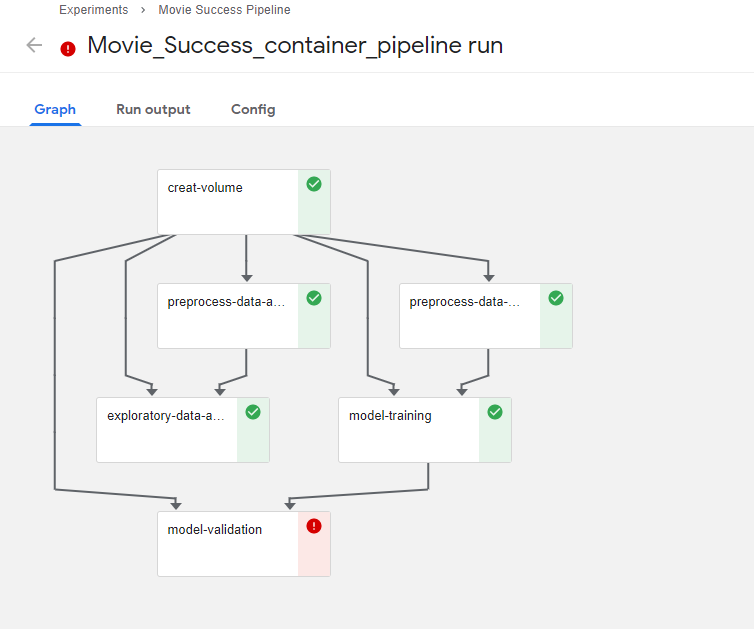 Experiments > Movie Success Pipeline
Movie_Success_container_pipeline run
Graph Run output Config
creat-volume
preprocess-data-a...
preprocess-data-...
exploratory-data-a...
model-training
model-validation